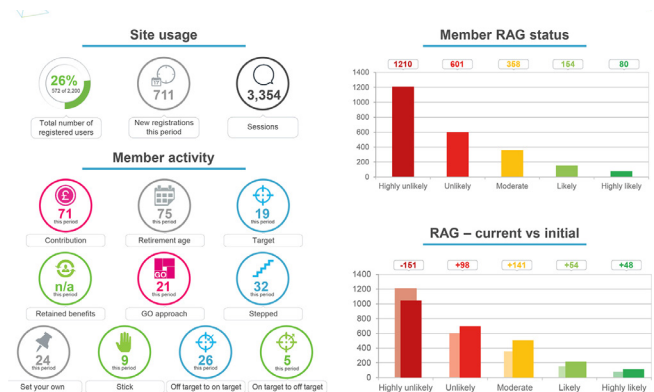 Site usage
26%
572 of 2,200
Total number of
registered users
711
New registrations
this period
3,354
Sessions
Member activity
71
this period
Contribution
75
this period
Retirement age
19
this period
Target
n/a
this period
Retained benefits
GO
21
this period
GO approach
32
this period
Stepped
24
this period
Set your own
9
this period
Stick
26
this period
Off target to on target
5
this period
On target to off target
Member RAG status
1210 601 358 154 80
1400
1200
1000
800
600
400
200
0
Highly unlikely Unlikely Moderate Likely Highly likely
RAG – current vs initial
-151 +98 +141 +54 +48
1400
1200
1000
800
600
400
200
0
Highly unlikely Unlikely Moderate Likely Highly likely